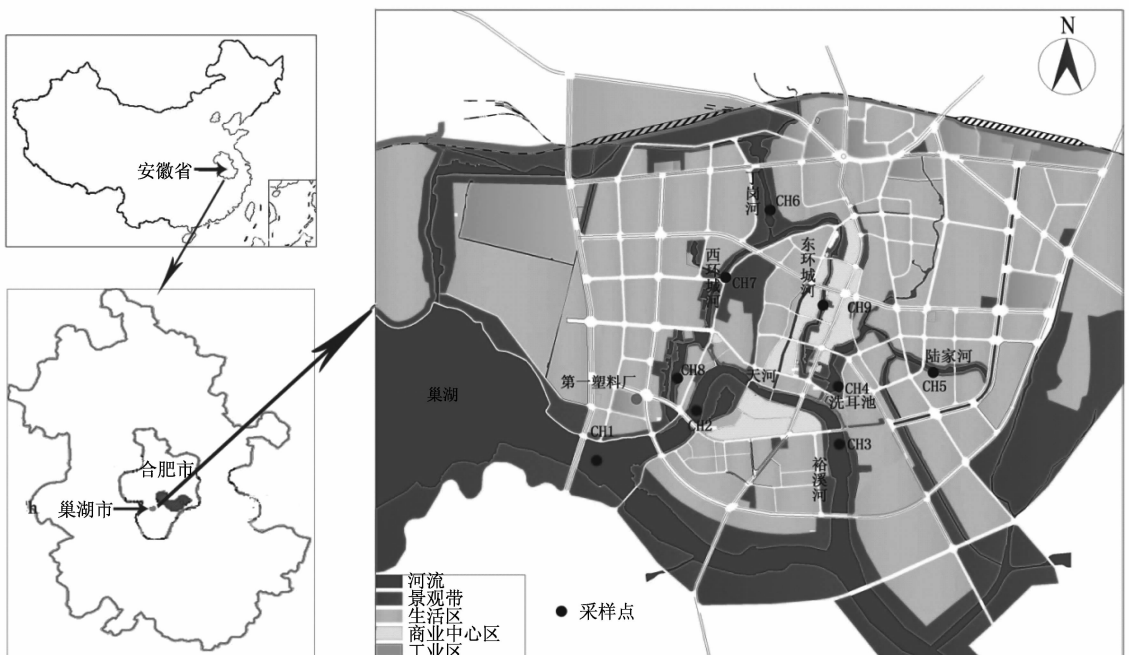 安徽省
合肥市
巢湖市
h
N
岗河
CH6
西环城河
CH7
东环城河
CH9
陆家河
CH5
第一塑料厂
CH8
天河
CH4
洗耳池
巢湖
CH2
CH1
CH3
裕溪河
河流
景观带
生活区
商业中心区
工业区
采样点